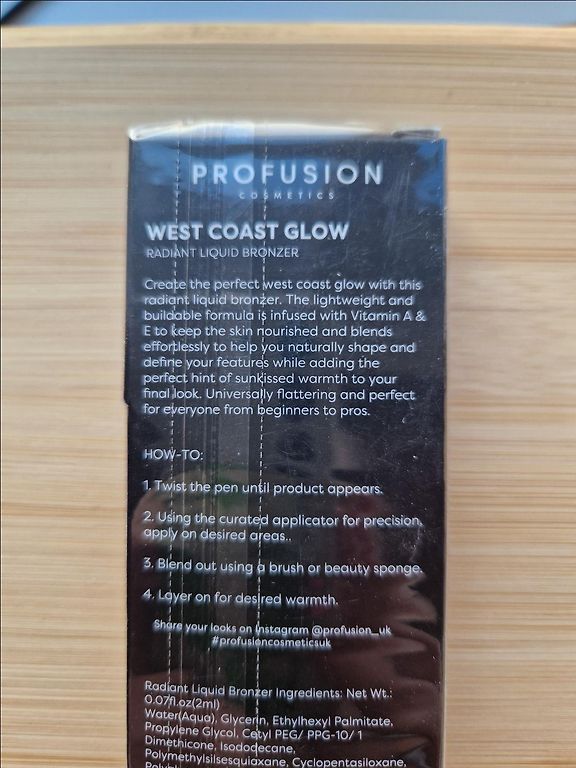 PROFUSION
COSMETICS
WEST COAST GLOW
RADIANT LIQUID BRONZER
Create the perfect west coast glow with this
radiant liquid bronzer. The lightweight and
buildable formula is infused with Vitamin A &
E to keep the skin nourished and blends
effortlessly to help you naturally shape and
define your features while adding the
perfect hint of sunkissed warmth to your
final look. Universally flattering and perfect
for everyone from beginners to pros.
HOW-TO:
1. Twist the pen until product appears.
2. Using the curated applicator for precision,
apply on desired areas..
3. Blend out using a brush or beauty sponge.
4. Layer on for desired warmth.
Share your looks on Instagram @profusion_uk
#profusioncosmeticsuk
Radiant Liquid Bronzer Ingredients: Net Wt.:
0.07fl.oz(2ml)
Water(Aqua), Glycerin, Ethylhexyl Palmitate,
Propylene Glycol, Cetyl PEG/ PPG-10/ 1
Dimethicone, Isododecane,
Polymethylsilsesquiaxane, Cyclopentasiloxane,